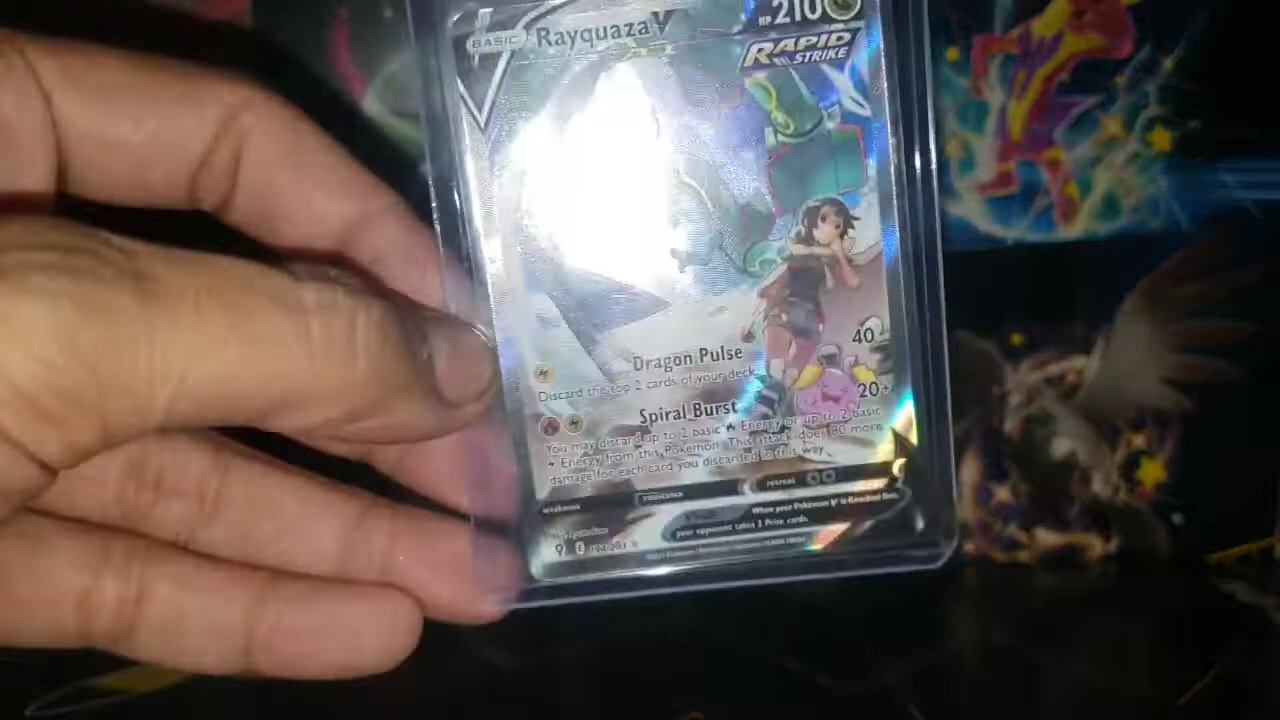 BASIC Rayquaza V HP 210
RAPID
STRIKE
Dragon Pulse 40
Discard the top 2 cards of your deck.
Spiral Burst 20+
You may discard up to 2 basic Energy or up to 2 basic
Energy from this Pokémon. This attack does 80 more
damage for each card you discarded in this way.
weakness resistance retreat
When your Pokémon V is Knocked Out,
your opponent takes 2 Prize cards.
194/203